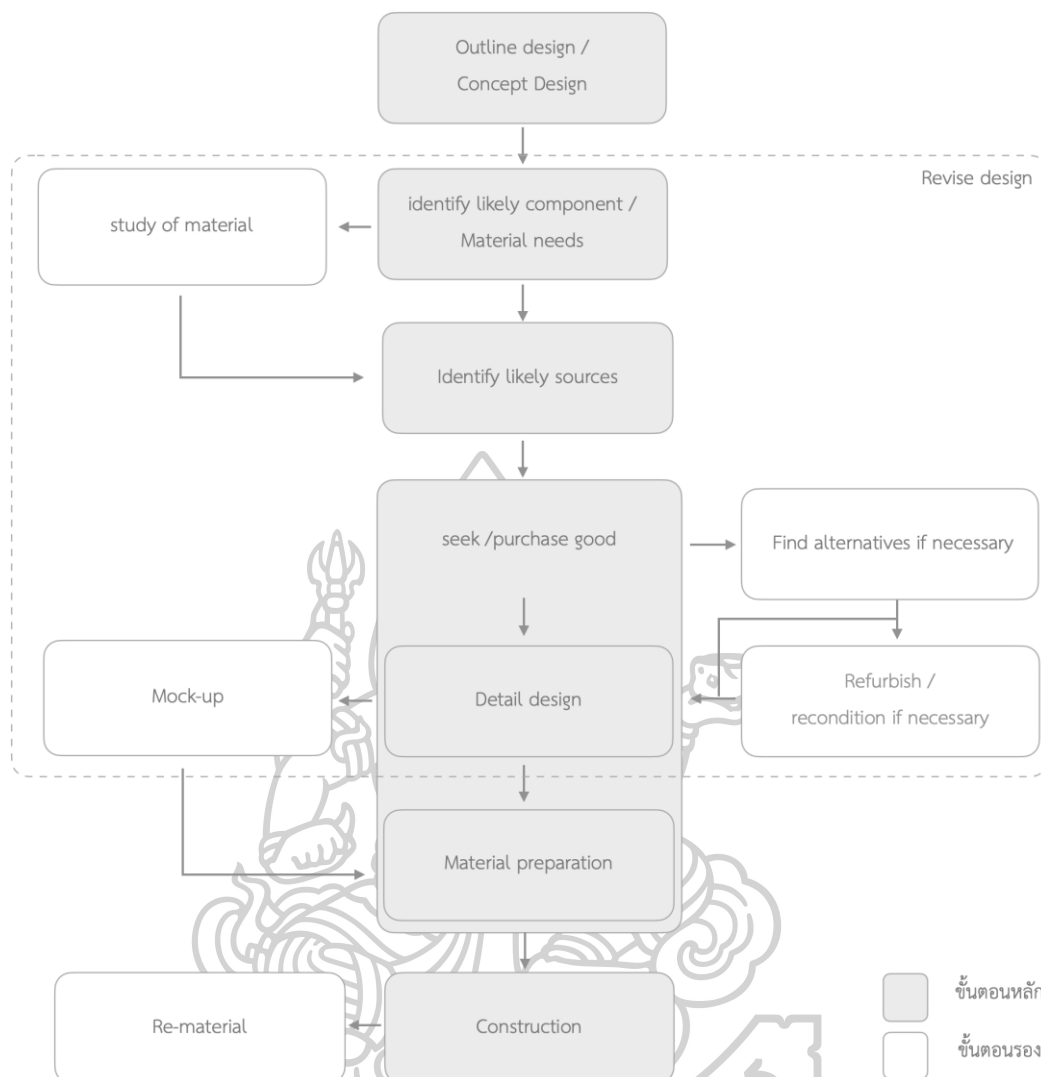 Outline design /
Concept Design
Revise design
study of material
identify likely component /
Material needs
Identify likely sources
seek /purchase good
Find alternatives if necessary
Mock-up
Detail design
Refurbish /
recondition if necessary
Material preparation
Re-material
Construction
ขั้นตอนหลัก
ขั้นตอนรอง